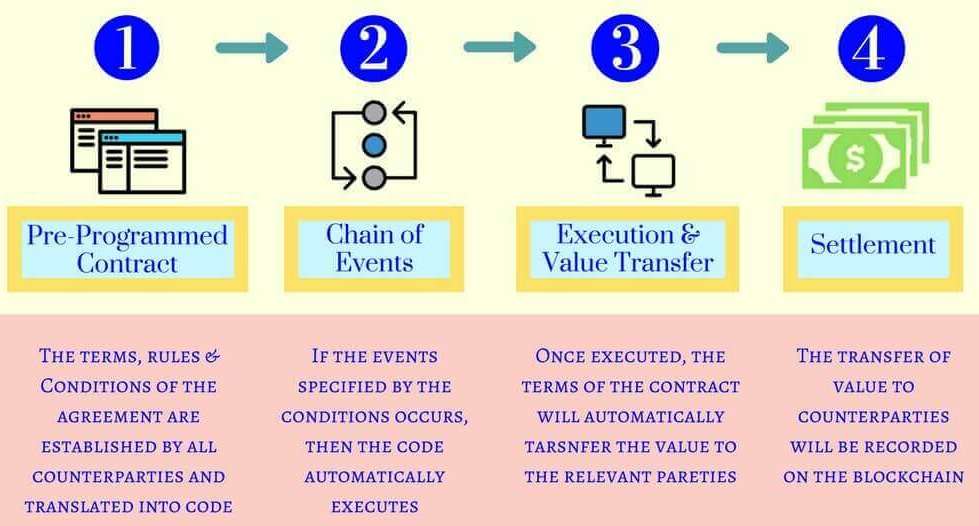 1
2
3
4
Pre-Programmed
Contract
Chain of
Events
Execution &
Value Transfer
$
Settlement
The terms, rules &
Conditions of the
agreement are
established by all
counterparties and
translated into code
If the events
specified by the
conditions occurs,
then the code
automatically
executes
Once executed, the
terms of the contract
will automatically
tarsnfer the value to
the relevant pareties
The transfer of
value to
counterparties
will be recorded
on the blockchain